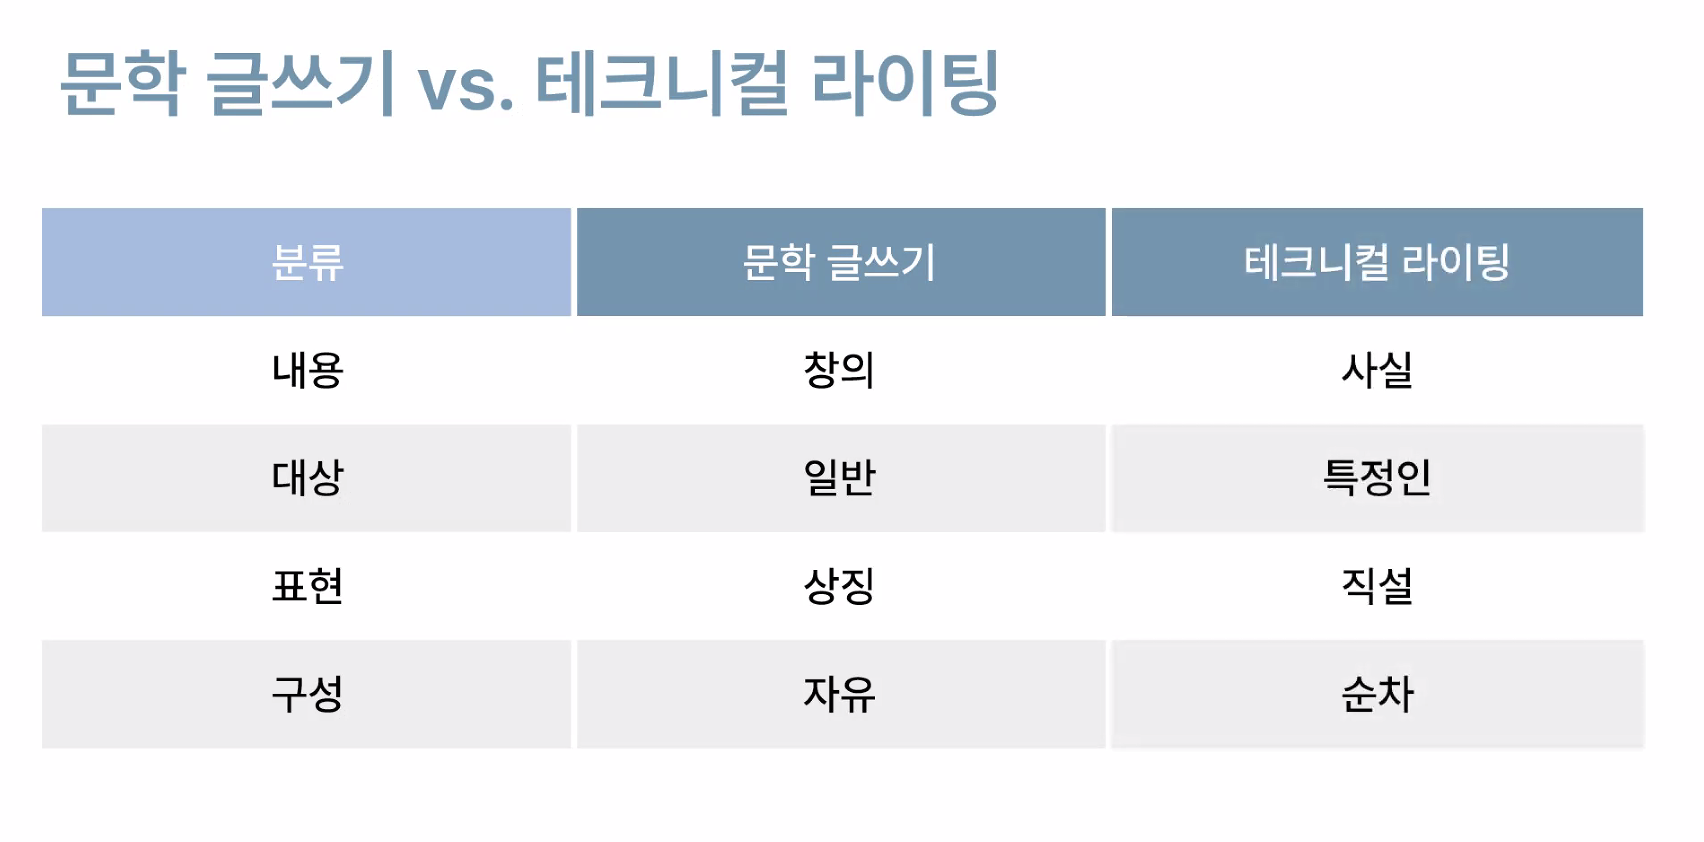 문학 글쓰기 vs. 테크니컬 라이팅
분류 문학 글쓰기 테크니컬 라이팅
내용 창의 사실
대상 일반 특정인
표현 상징 직설
구성 자유 순차